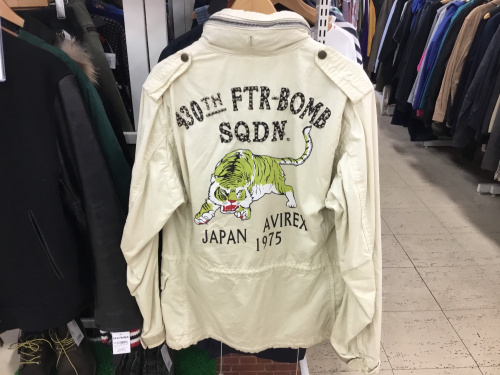 430TH FTR-BOMB
SQDN.
JAPAN AVIREX
1975